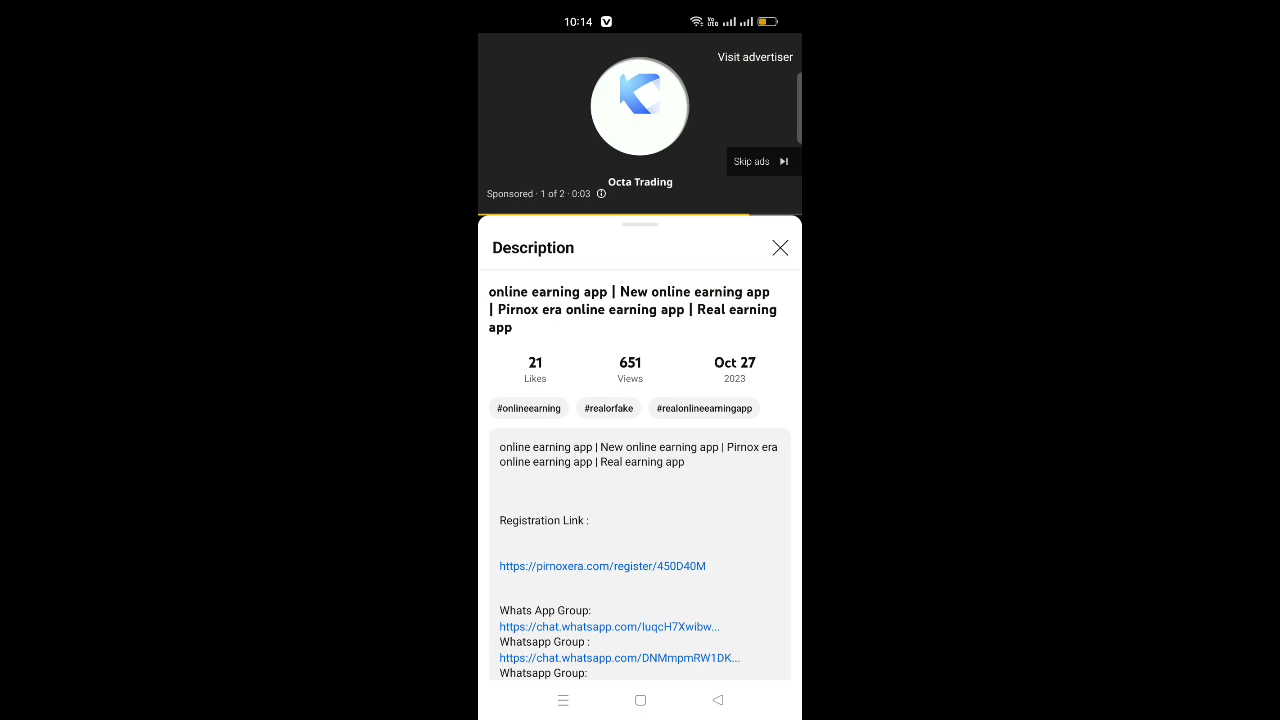 10:14
Vo
LTE
Visit advertiser
Skip ads
Octa Trading
Sponsored · 1 of 2 · 0:03
Description
online earning app | New online earning app
| Pirnox era online earning app | Real earning
app
21
651
Oct 27
Likes
Views
2023
#onlineearning
#realorfake
#realonlineearningapp
online earning app | New online earning app | Pirnox era
online earning app | Real earning app
Registration Link :
https://pirnoxera.com/register/450D40M
Whats App Group:
https://chat.whatsapp.com/IuqcH7Xwibw...
Whatsapp Group :
https://chat.whatsapp.com/DNMmpmRW1DK...
Whatsapp Group: